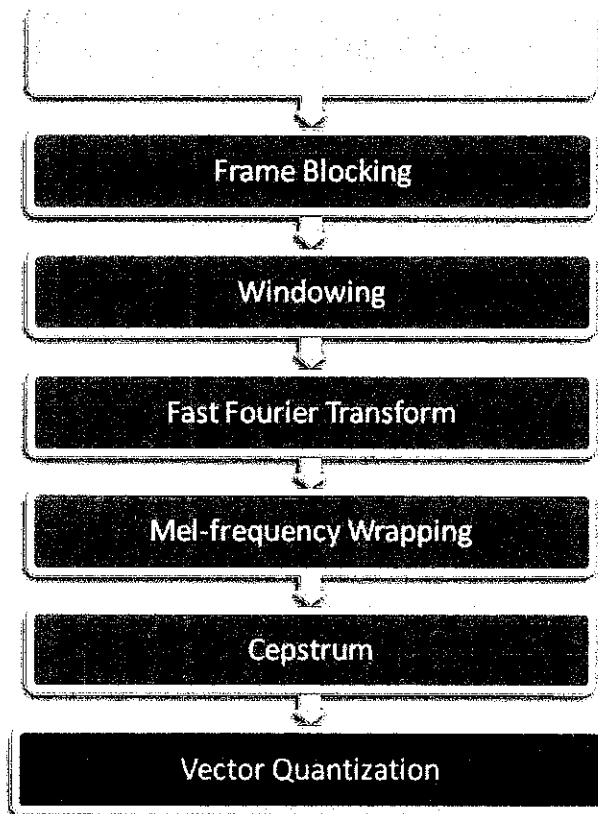 Frame Blocking
Windowing
Fast Fourier Transform
Mel-frequency Wrapping
Cepstrum
Vector Quantization